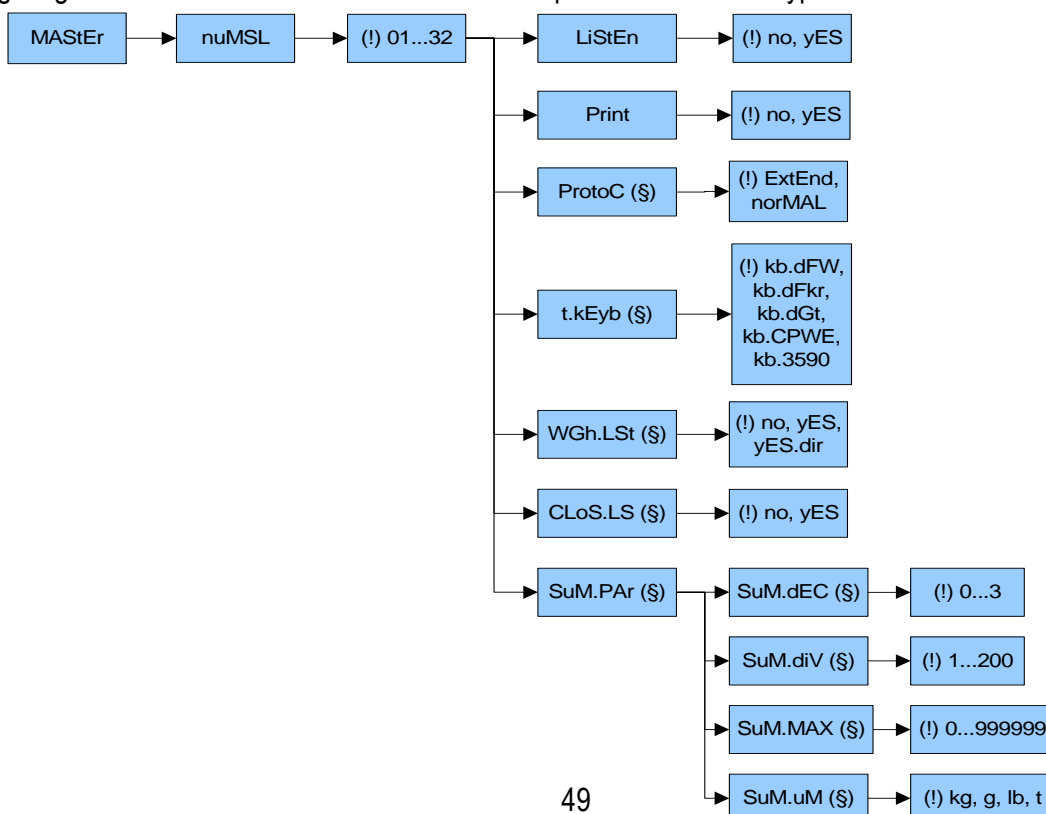 MAStEr
nuMSL
(!) 01...32
LiStEn
(!) no, yES
Print
(!) no, yES
ProtoC (§)
(!) ExtEnd,
norMAL
t.kEyb (§)
(!) kb.dFW,
kb.dFkr,
kb.dGt,
kb.CPWE,
kb.3590
WGh.LSt (§)
(!) no, yES,
yES.dir
CLoS.LS (§)
(!) no, yES
SuM.PAr (§)
SuM.dEC (§)
(!) 0...3
SuM.diV (§)
(!) 1...200
SuM.MAX (§)
(!) 0...999999
SuM.uM (§)
(!) kg, g, lb, t
49